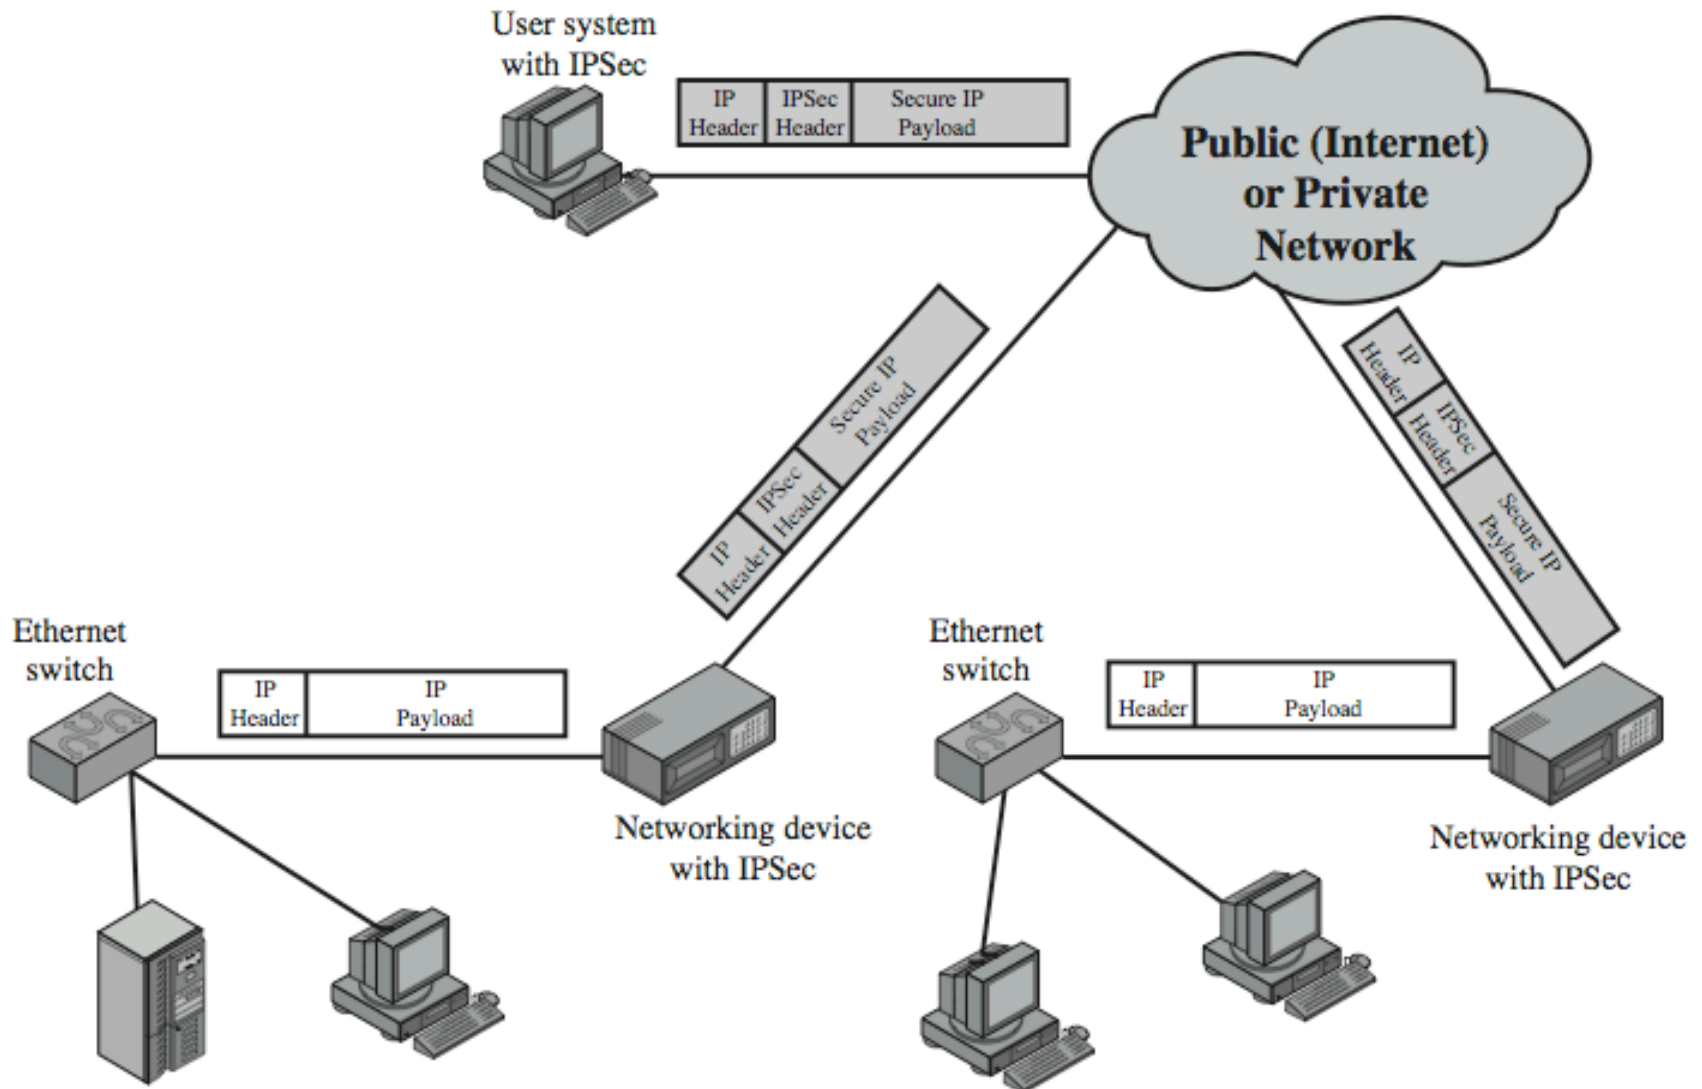 User system
with IPSec
IP
Header
IPSec
Header
Secure IP
Payload
Public (Internet)
or Private
Network
IP
Header
IPSec
Header
Secure IP
Payload
IP
Header
IPSec
Header
Secure IP
Payload
Ethernet
switch
IP
Header
IP
Payload
Networking device
with IPSec
Ethernet
switch
IP
Header
IP
Payload
Networking device
with IPSec